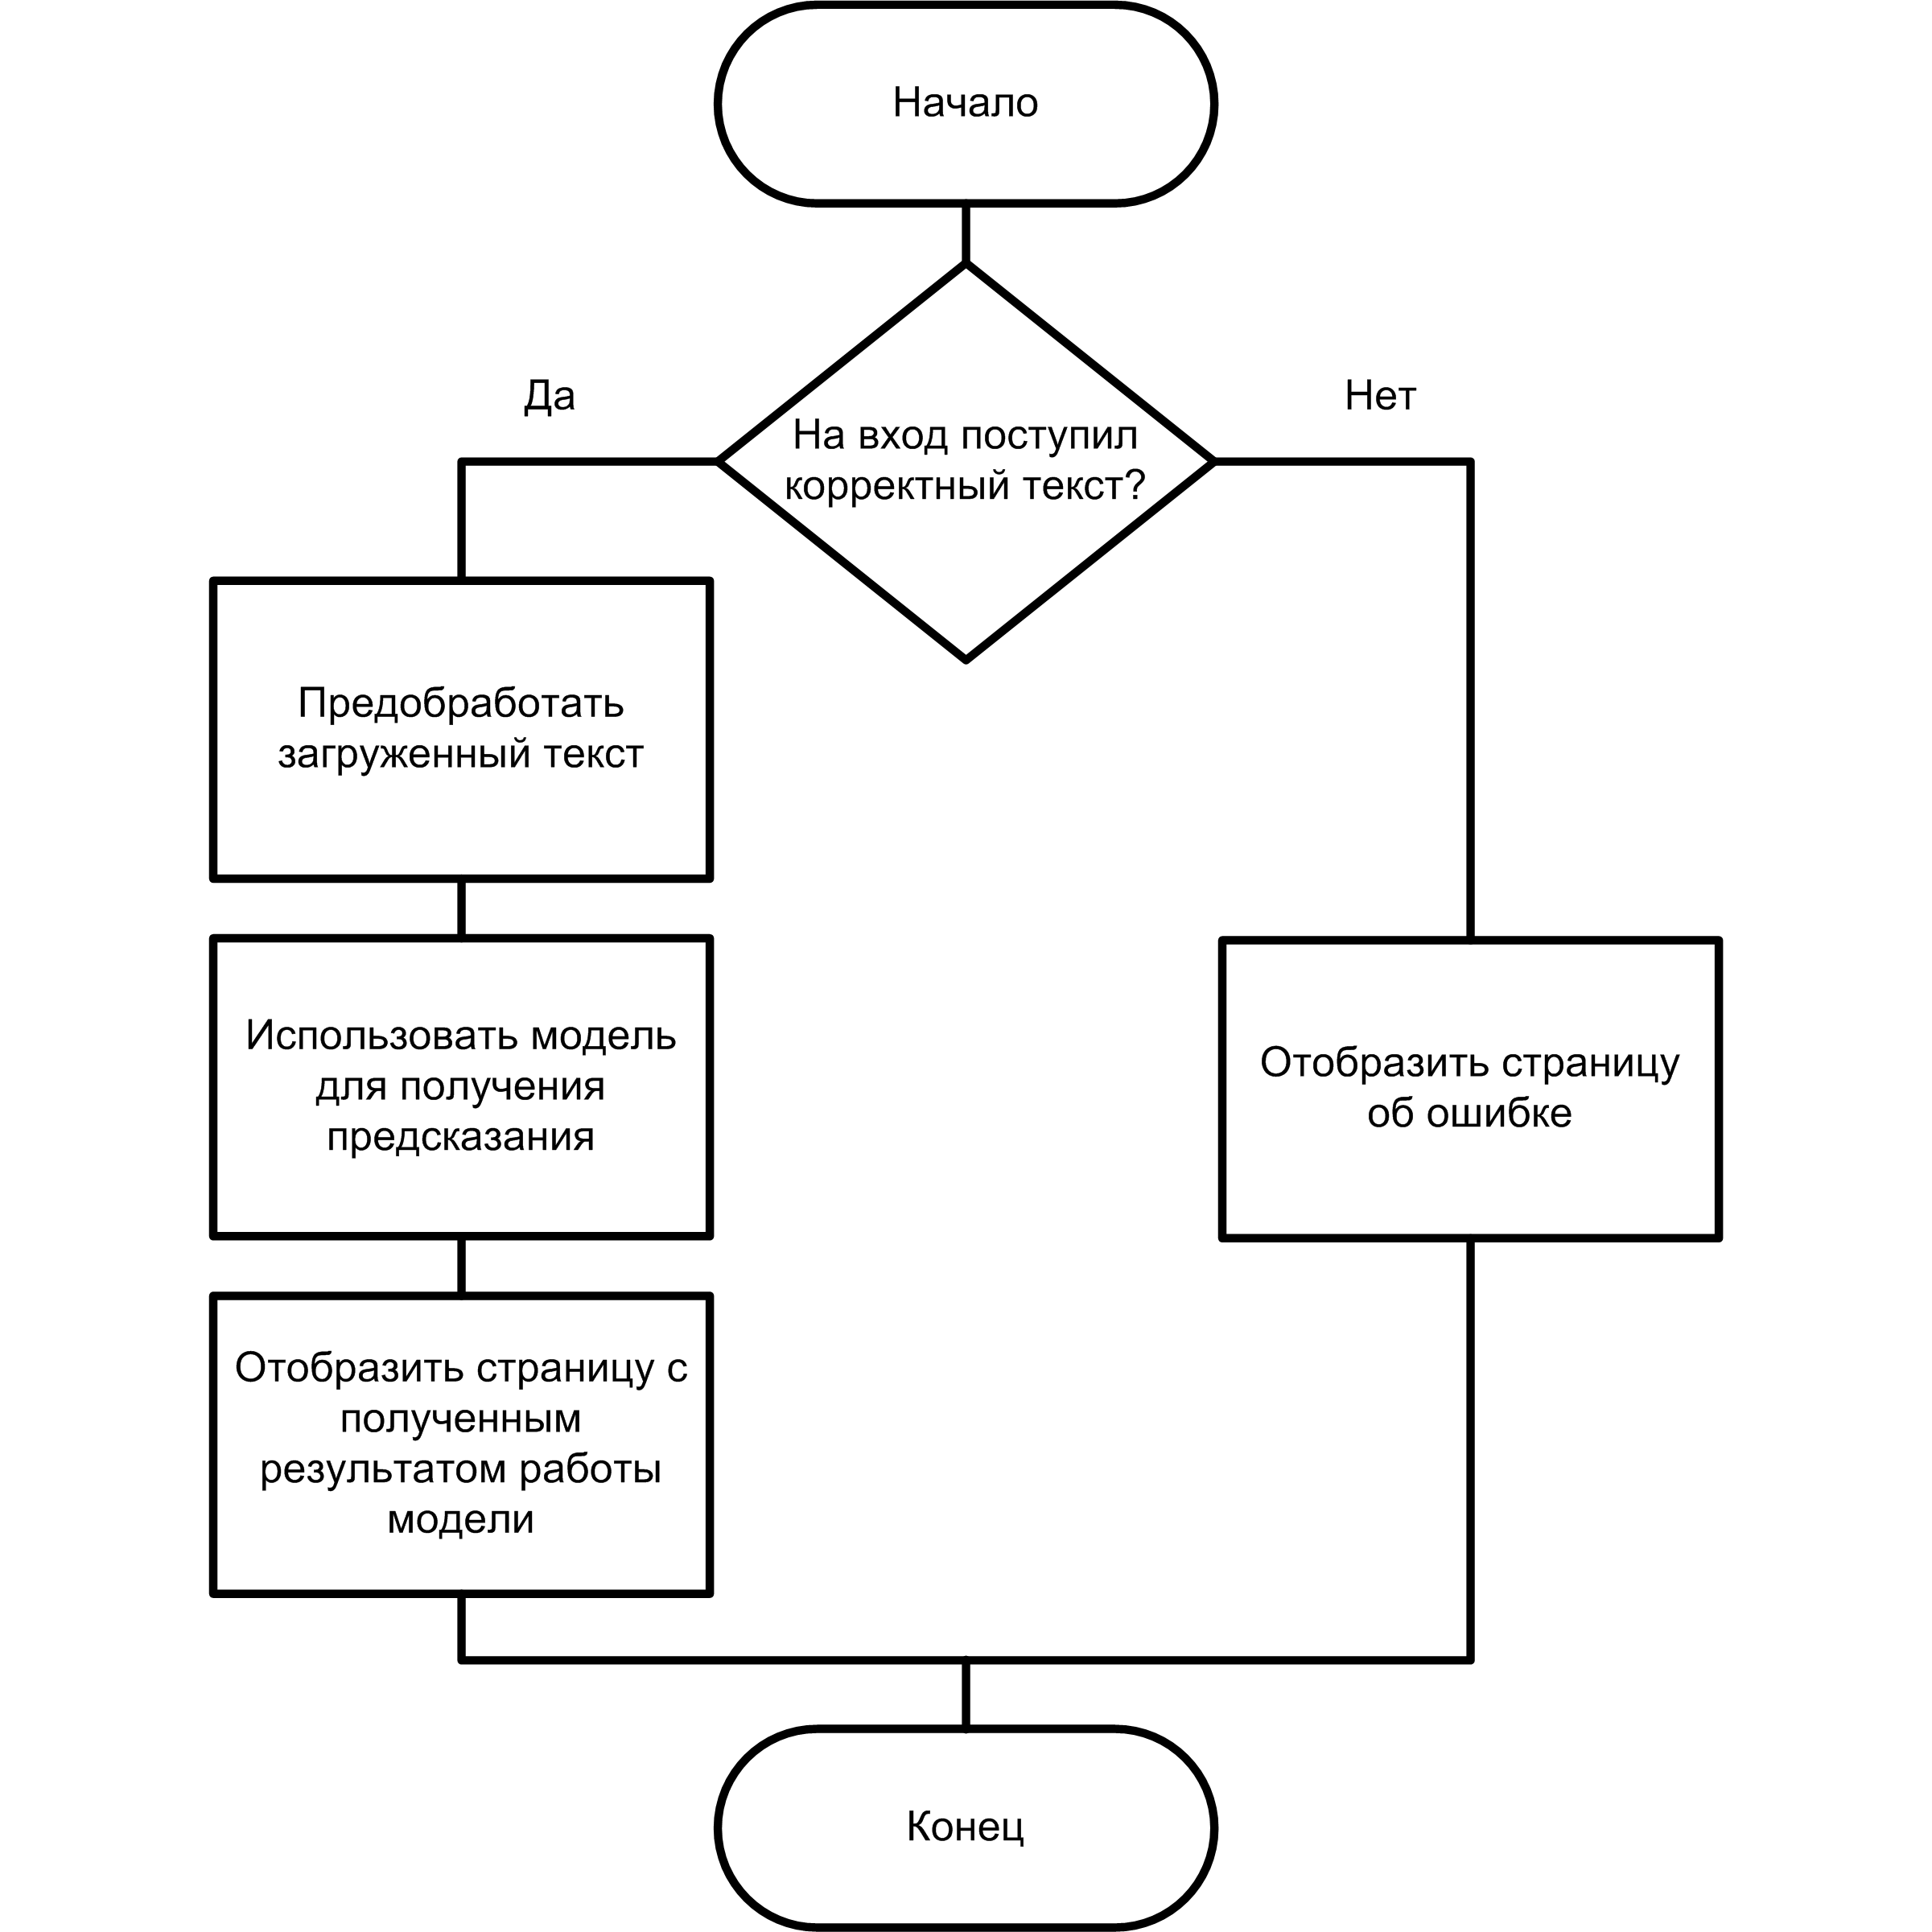 Начало
Да
Нет
На вход поступил
корректный текст?
Предобработать
загруженный текст
Использовать модель
для получения
предсказания
Отобразить страницу
об ошибке
Отобразить страницу с
полученным
результатом работы
модели
Конец